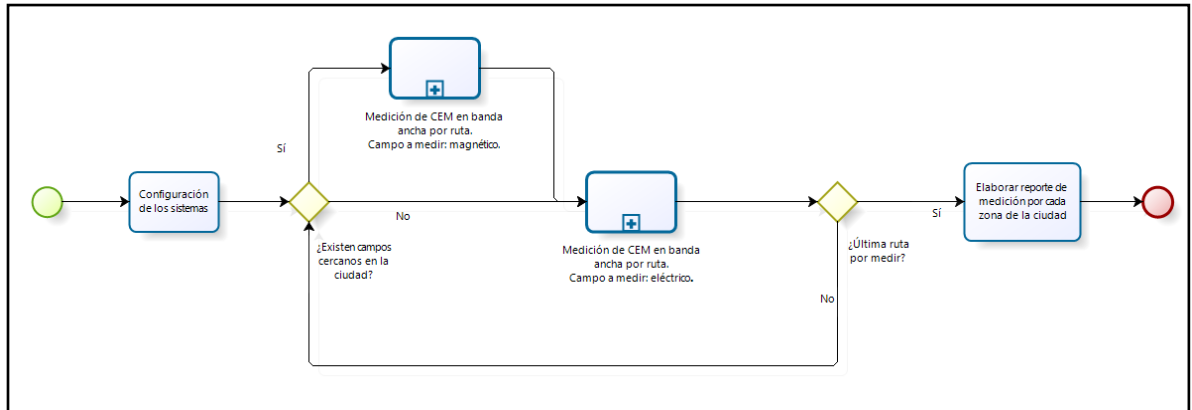 Medición de CEM en banda
ancha por ruta.
Campo a medir: magnético.
Sí
Configuración
de los sistemas
No
¿Existen campos
cercanos en la
ciudad?
Medición de CEM en banda
ancha por ruta.
Campo a medir: eléctrico.
¿Última ruta
por medir?
Sí
No
Elaborar reporte de
medición por cada
zona de la ciudad